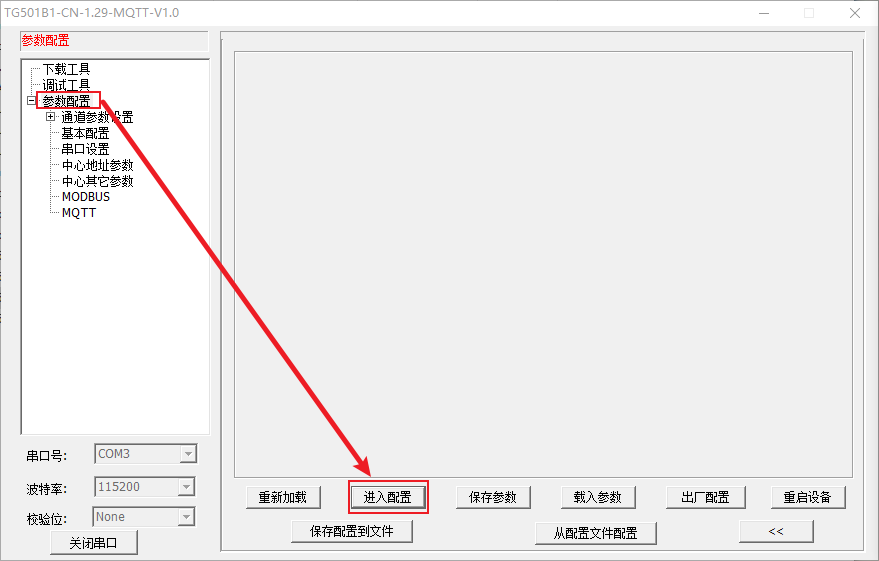 TG501B1-CN-1.29-MQTT-V1.0
参数配置
下载工具
调试工具
参数配置
通道参数设置
基本配置
串口设置
中心地址参数
中心其它参数
MODBUS
MQTT
串口号: COM3
波特率: 115200
校验位: None
关闭串口
重新加载 进入配置 保存参数 载入参数 出厂配置 重启设备
保存配置到文件 从配置文件配置 <<